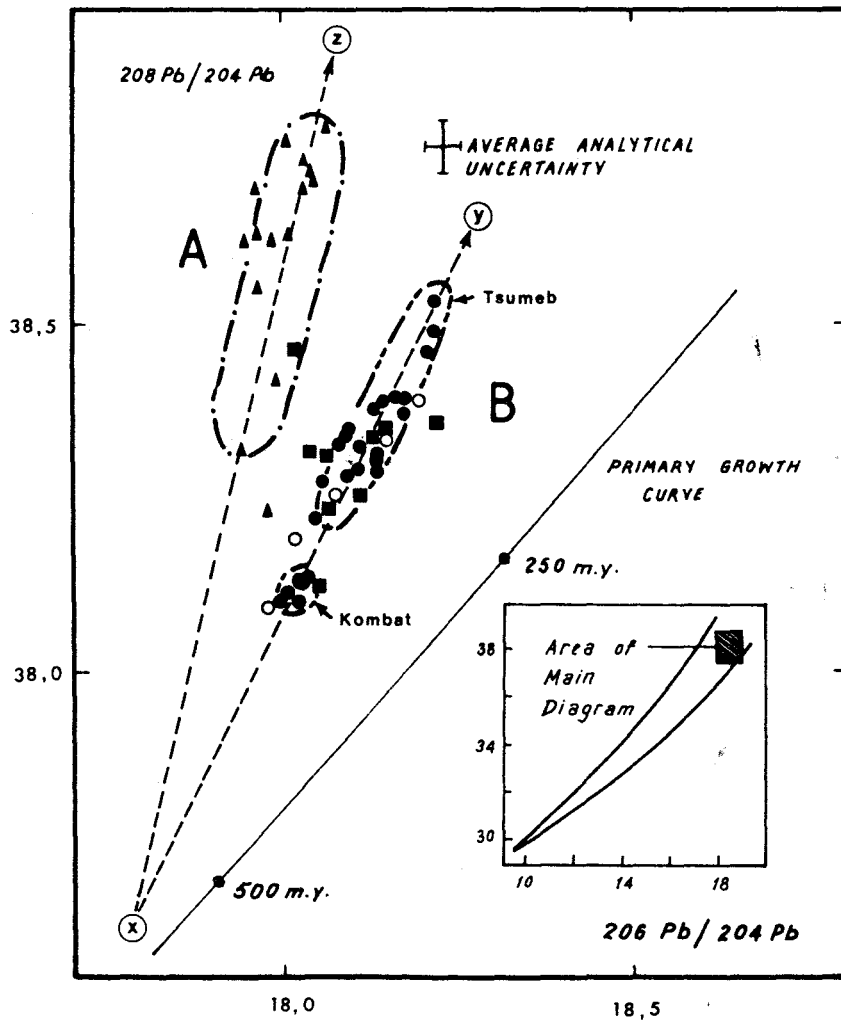 z
208 Pb/204 Pb
AVERAGE ANALYTICAL
UNCERTAINTY
y
A
Tsumeb
38,5
B
PRIMARY GROWTH
CURVE
250 m.y.
Kombat
38,0
Area of
Main
Diagram
38
34
30
10
14
18
500 m.y.
x
206 Pb/204 Pb
18,0
18,5